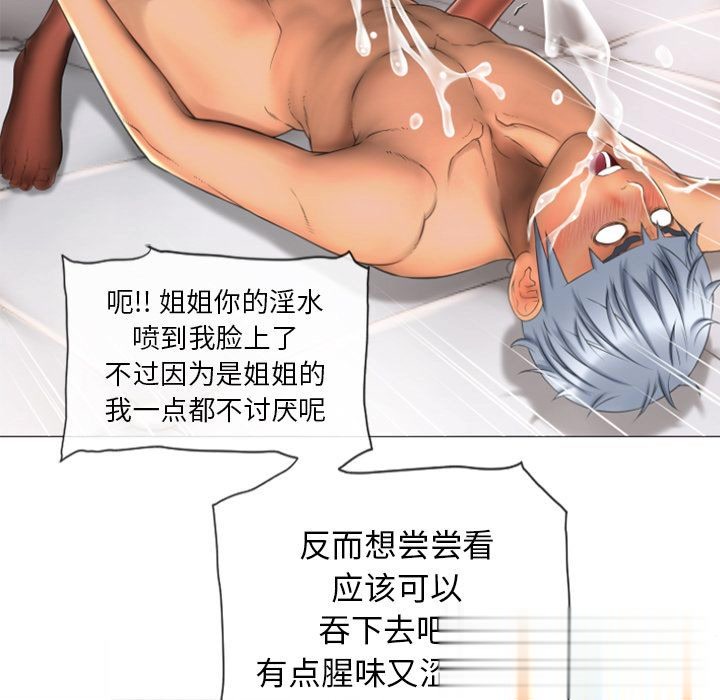 呃!! 姐姐你的淫水
喷到我脸上了
不过因为是姐姐的
我一点都不讨厌呢
反而想尝尝看
应该可以
吞下去吧
有点腥味又涩